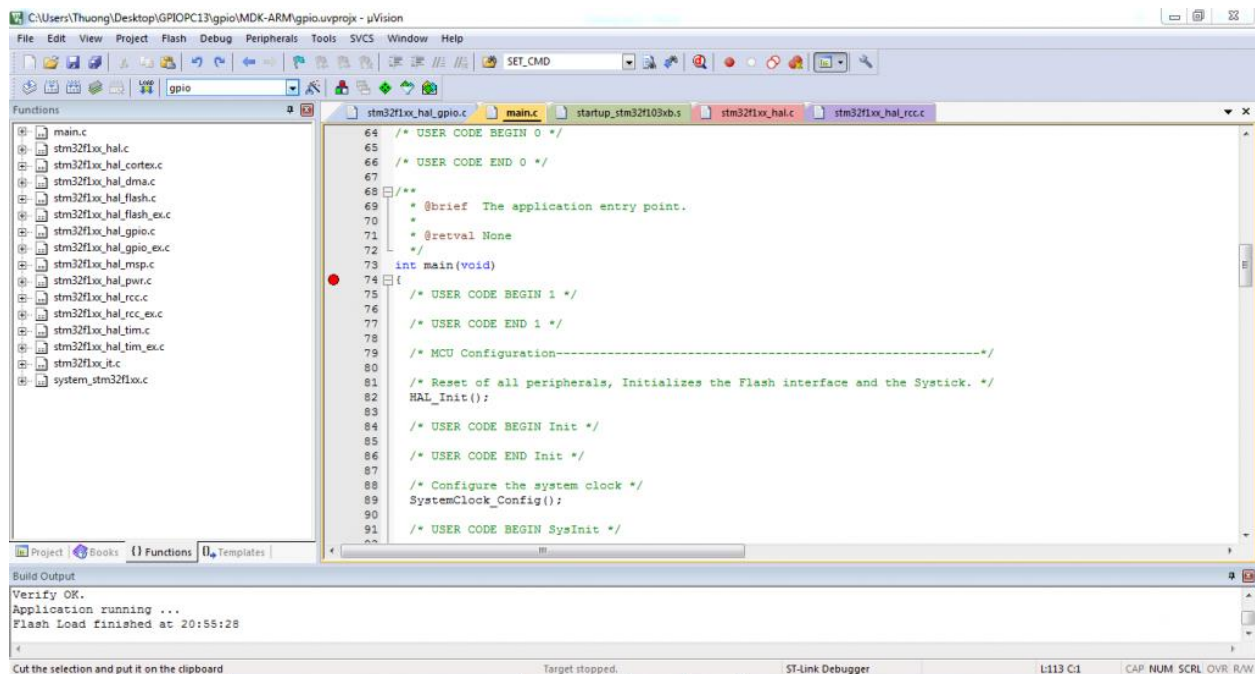 C:\Users\Thuong\Desktop\GPIOPC13\gpio\MDK-ARM\gpio.uvprojx - µVision
File Edit View Project Flash Debug Peripherals Tools SVCS Window Help
SET_CMD
LOAD gpio
Functions
main.c
stm32f1xx_hal.c
stm32f1xx_hal_cortex.c
stm32f1xx_hal_dma.c
stm32f1xx_hal_flash.c
stm32f1xx_hal_flash_ex.c
stm32f1xx_hal_gpio.c
stm32f1xx_hal_gpio_ex.c
stm32f1xx_hal_msp.c
stm32f1xx_hal_pwr.c
stm32f1xx_hal_rcc.c
stm32f1xx_hal_rcc_ex.c
stm32f1xx_hal_tim.c
stm32f1xx_hal_tim_ex.c
stm32f1xx_it.c
system_stm32f1xx.c
Project Books {} Functions Templates
stm32f1xx_hal_gpio.c main.c startup_stm32f103xb.s stm32f1xx_hal.c stm32f1xx_hal_rcc.c
64 /* USER CODE BEGIN 0 */
65
66 /* USER CODE END 0 */
67
68 /**
69 * @brief The application entry point.
70 *
71 * @retval None
72 */
73 int main(void)
74 {
75 /* USER CODE BEGIN 1 */
76
77 /* USER CODE END 1 */
78
79 /* MCU Configuration----------------------------------------------------------*/
80
81 /* Reset of all peripherals, Initializes the Flash interface and the Systick. */
82 HAL_Init();
83
84 /* USER CODE BEGIN Init */
85
86 /* USER CODE END Init */
87
88 /* Configure the system clock */
89 SystemClock_Config();
90
91 /* USER CODE BEGIN SysInit */
Build Output
Verify OK.
Application running ...
Flash Load finished at 20:55:28
Cut the selection and put it on the clipboard Target stopped. ST-Link Debugger L:113 C:1 CAP NUM SCRL OVR R/W